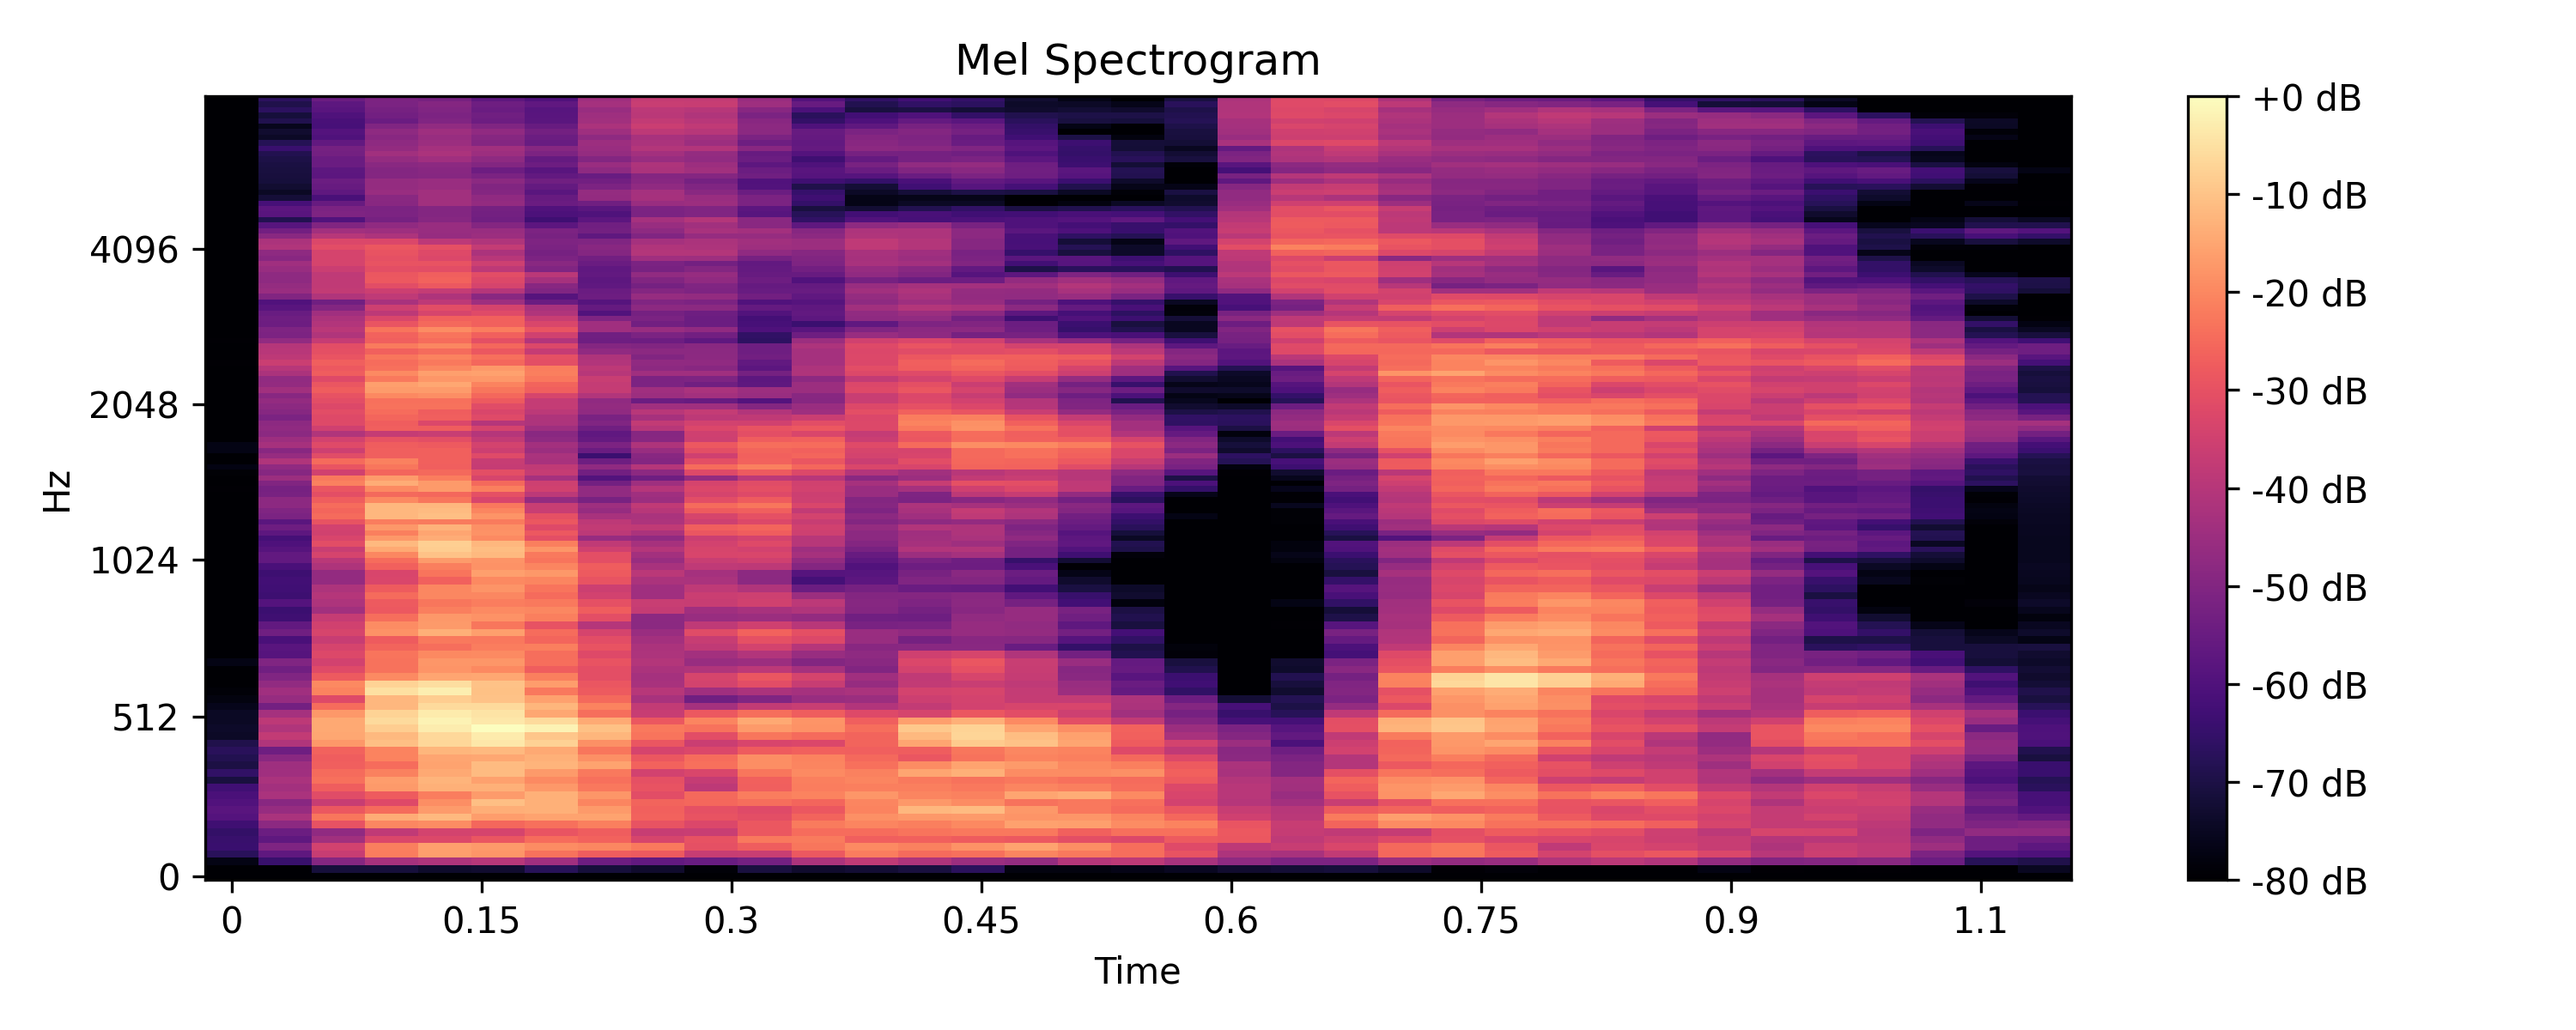 Mel Spectrogram
Hz
4096
2048
1024
512
0
0 0.15 0.3 0.45 0.6 0.75 0.9 1.1
Time
+0 dB
-10 dB
-20 dB
-30 dB
-40 dB
-50 dB
-60 dB
-70 dB
-80 dB